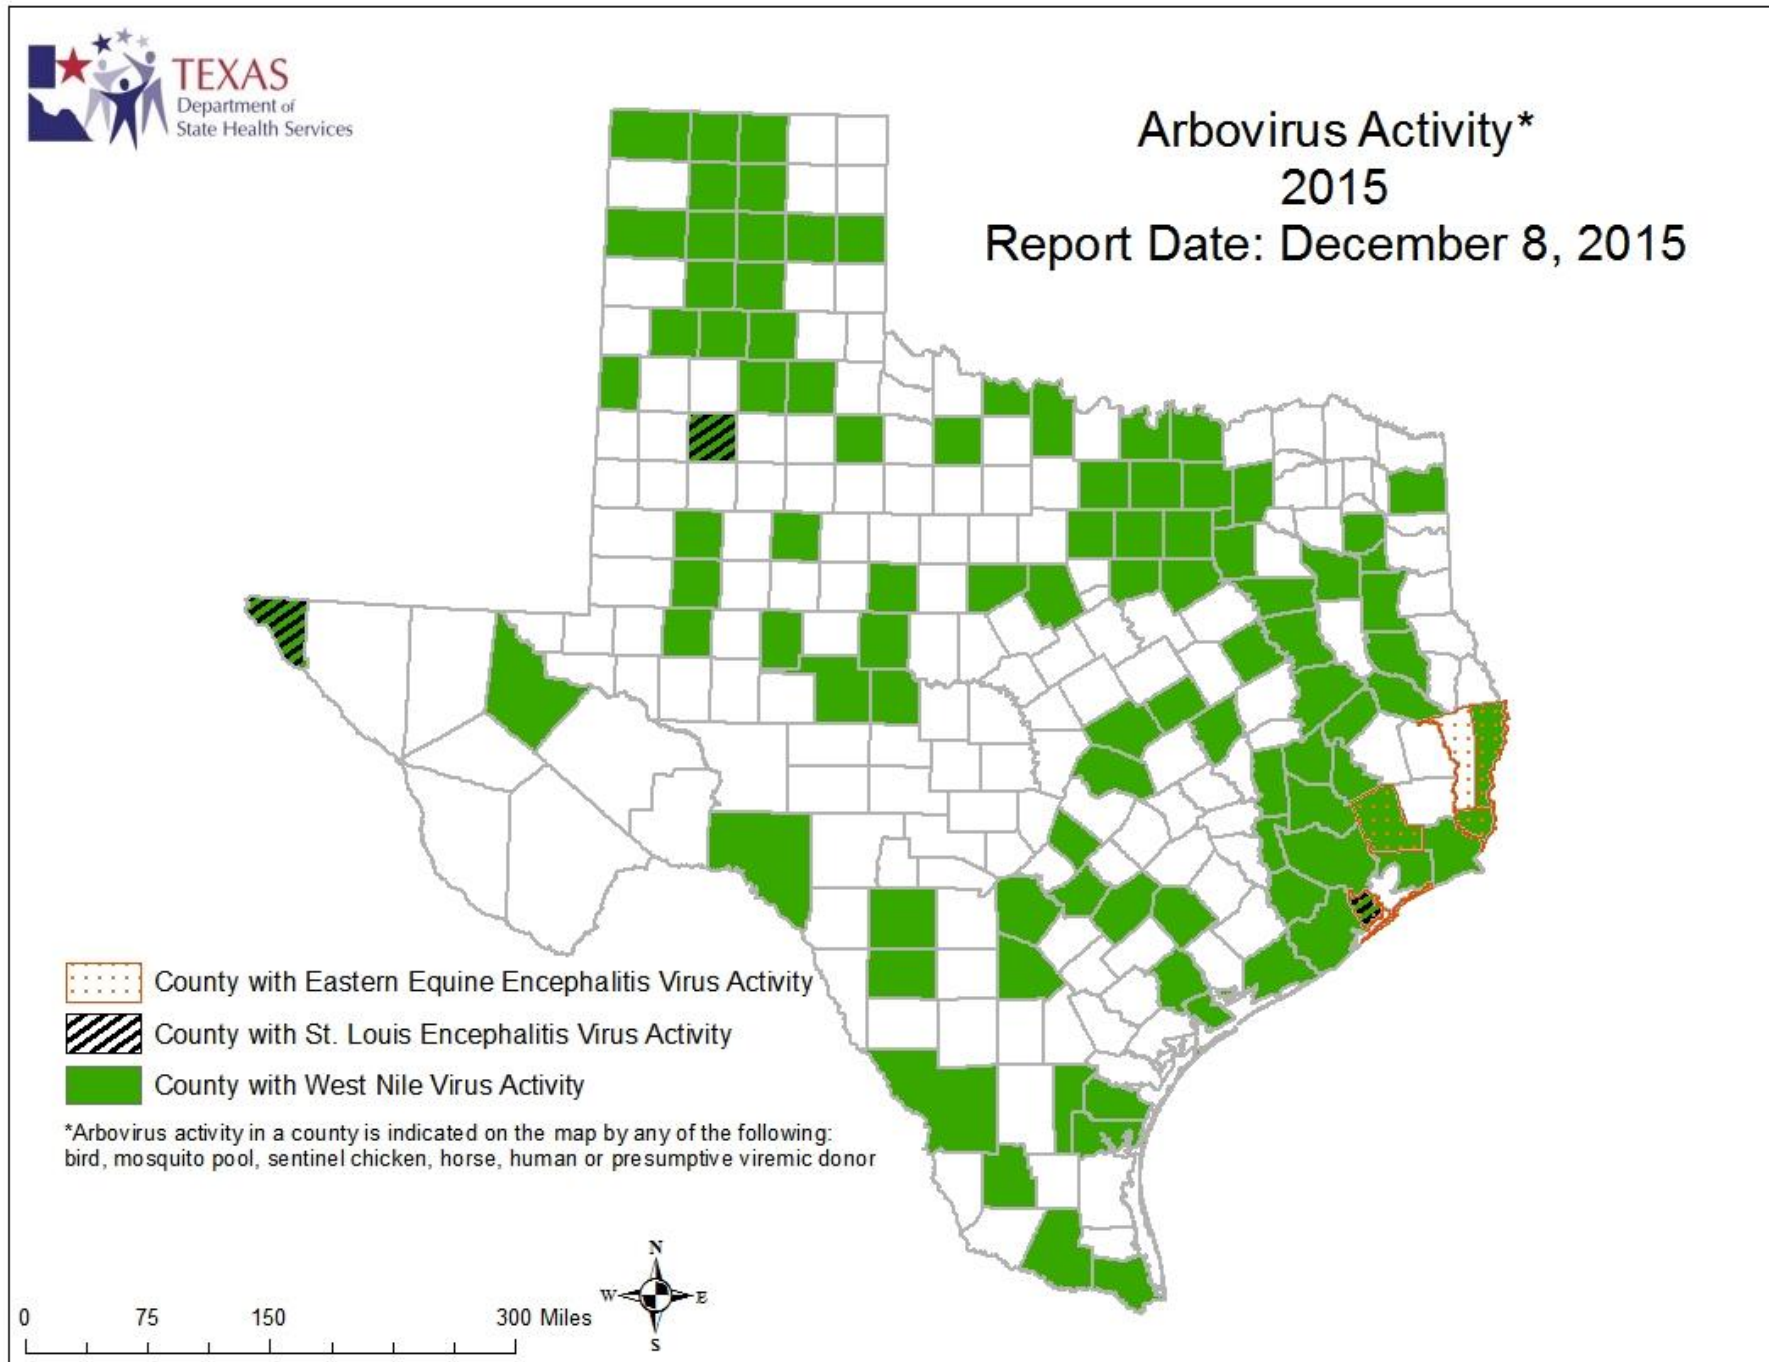 TEXAS
Department of
State Health Services
Arbovirus Activity*
2015
Report Date: December 8, 2015
County with Eastern Equine Encephalitis Virus Activity
County with St. Louis Encephalitis Virus Activity
County with West Nile Virus Activity
*Arbovirus activity in a county is indicated on the map by any of the following:
bird, mosquito pool, sentinel chicken, horse, human or presumptive viremic donor
N
W E
S
0 75 150 300 Miles